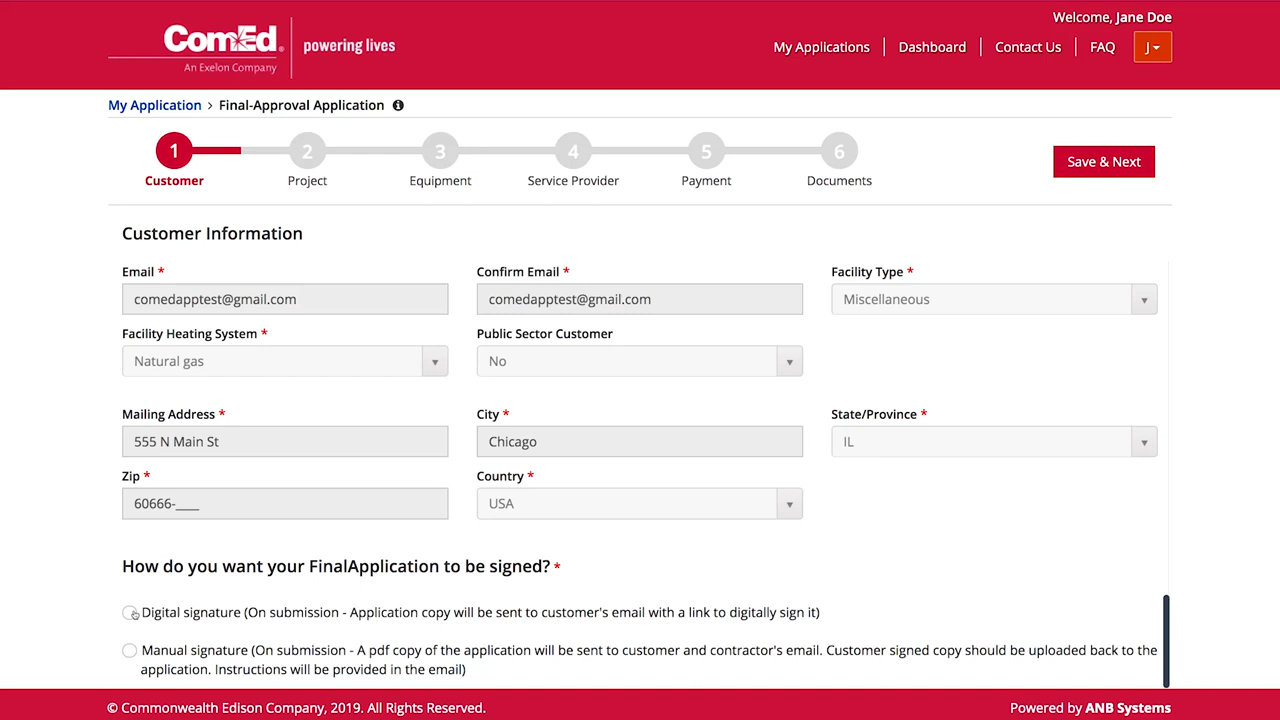 Welcome, Jane Doe
ComEd®
powering lives
An Exelon Company
My Applications
Dashboard
Contact Us
FAQ
J
My Application > Final-Approval Application
1
2
3
4
5
6
Customer
Project
Equipment
Service Provider
Payment
Documents
Save & Next
Customer Information
Email *
Confirm Email *
Facility Type *
comedapptest@gmail.com
comedapptest@gmail.com
Miscellaneous
Facility Heating System *
Public Sector Customer
Natural gas
No
Mailing Address *
City *
State/Province *
555 N Main St
Chicago
IL
Zip *
Country *
60666-____
USA
How do you want your FinalApplication to be signed? *
Digital signature (On submission - Application copy will be sent to customer's email with a link to digitally sign it)
Manual signature (On submission - A pdf copy of the application will be sent to customer and contractor's email. Customer signed copy should be uploaded back to the
application. Instructions will be provided in the email)
© Commonwealth Edison Company, 2019. All Rights Reserved.
Powered by ANB Systems